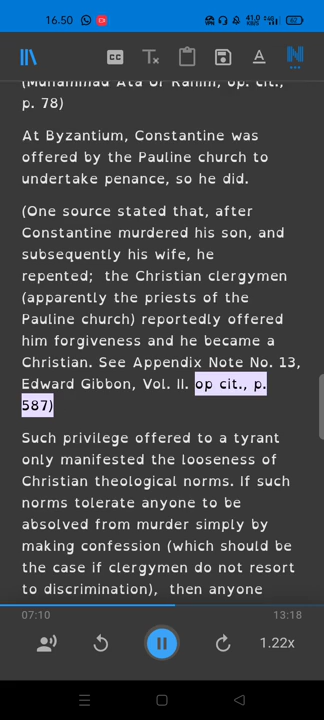 16.50
41.0
KB/S
62
CC
A
(Muhammad Ata Ur Rahim, op. cit.,
p. 78)
At Byzantium, Constantine was
offered by the Pauline church to
undertake penance, so he did.
(One source stated that, after
Constantine murdered his son, and
subsequently his wife, he
repented;  the Christian clergymen
(apparently the priests of the
Pauline church) reportedly offered
him forgiveness and he became a
Christian. See Appendix Note No. 13,
Edward Gibbon, Vol. II. op cit., p.
587)
Such privilege offered to a tyrant
only manifested the looseness of
Christian theological norms. If such
norms tolerate anyone to be
absolved from murder simply by
making confession (which should be
the case if clergymen do not resort
to discrimination),  then anyone
07:10
13:18
1.22x